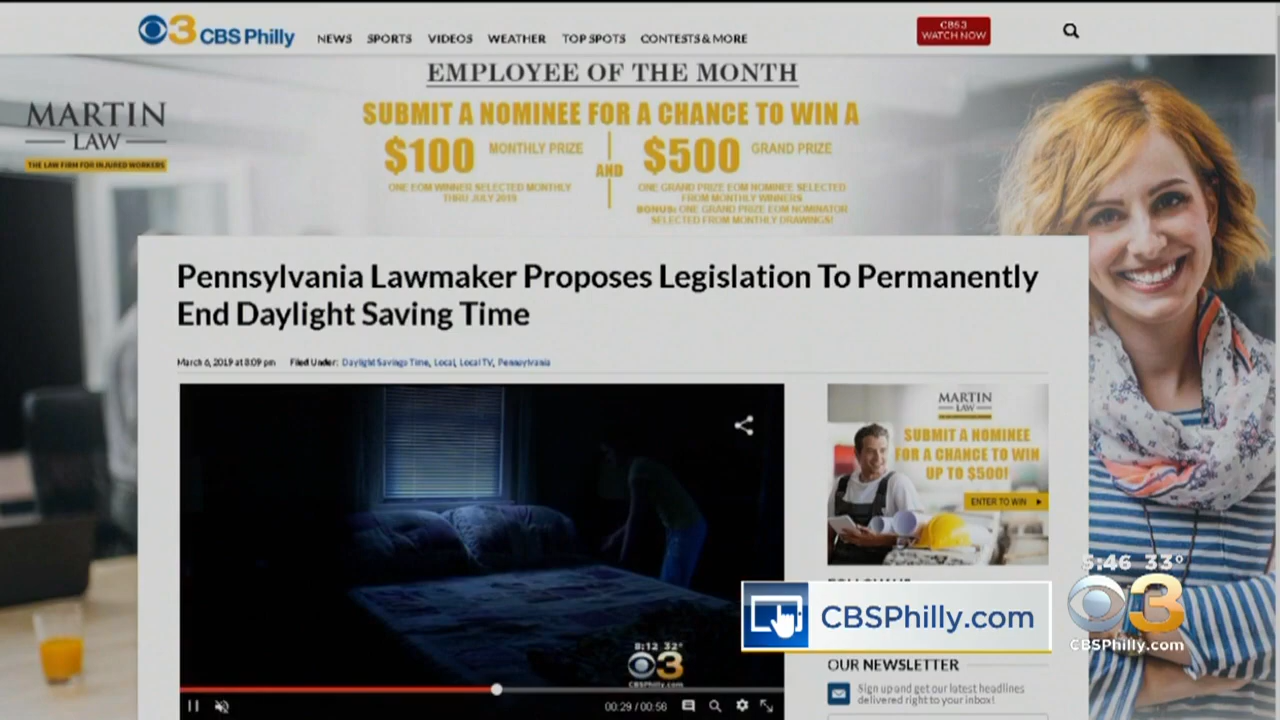 3 CBS Philly
NEWS SPORTS VIDEOS WEATHER TOP SPOTS CONTESTS & MORE
CBS3
WATCH NOW
EMPLOYEE OF THE MONTH
MARTIN
LAW
THE LAW FIRM FOR INJURED WORKERS
SUBMIT A NOMINEE FOR A CHANCE TO WIN A
$100 MONTHLY PRIZE AND $500 GRAND PRIZE
ONE EOM WINNER SELECTED MONTHLY
THRU JULY 2019
ONE GRAND PRIZE EOM NOMINEE SELECTED
FROM MONTHLY WINNERS
BONUS: ONE GRAND PRIZE EOM NOMINATOR
SELECTED FROM MONTHLY DRAWINGS!
Pennsylvania Lawmaker Proposes Legislation To Permanently
End Daylight Saving Time
March 6, 2019 at 8:09 pm Filed Under: Daylight Savings Time, Local, Local TV, Pennsylvania
8:12 32°
3
CBSPhilly.com
00:29 / 00:56
MARTIN
LAW
SUBMIT A NOMINEE
FOR A CHANCE TO WIN
UP TO $500!
ENTER TO WIN
CBSPhilly.com
OUR NEWSLETTER
Sign up and get our latest headlines
delivered right to your inbox!
5:46 33°
3
CBSPhilly.com